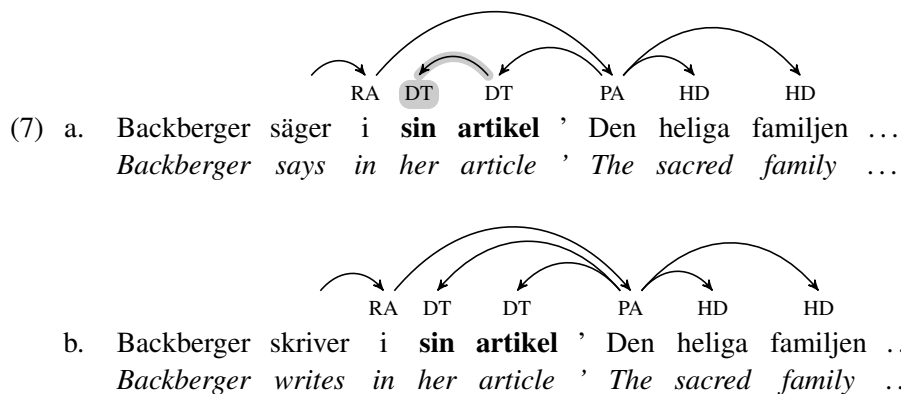 RA DT DT PA HD HD
(7) a. Backberger säger i sin artikel ’ Den heliga familjen ...
Backberger says in her article ’ The sacred family ...
RA DT DT PA HD HD
b. Backberger skriver i sin artikel ’ Den heliga familjen ..
Backberger writes in her article ’ The sacred family ..